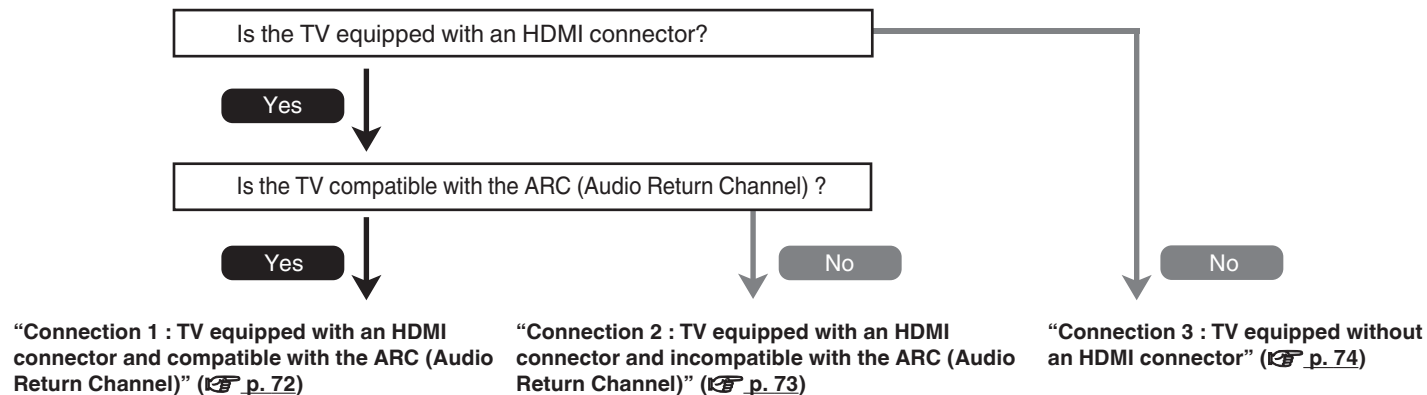 Is the TV equipped with an HDMI connector?
Yes
Is the TV compatible with the ARC (Audio Return Channel) ?
Yes
No
No
“Connection 1 : TV equipped with an HDMI
connector and compatible with the ARC (Audio
Return Channel)” (☞ p. 72)
“Connection 2 : TV equipped with an HDMI
connector and incompatible with the ARC (Audio
Return Channel)” (☞ p. 73)
“Connection 3 : TV equipped without
an HDMI connector” (☞ p. 74)